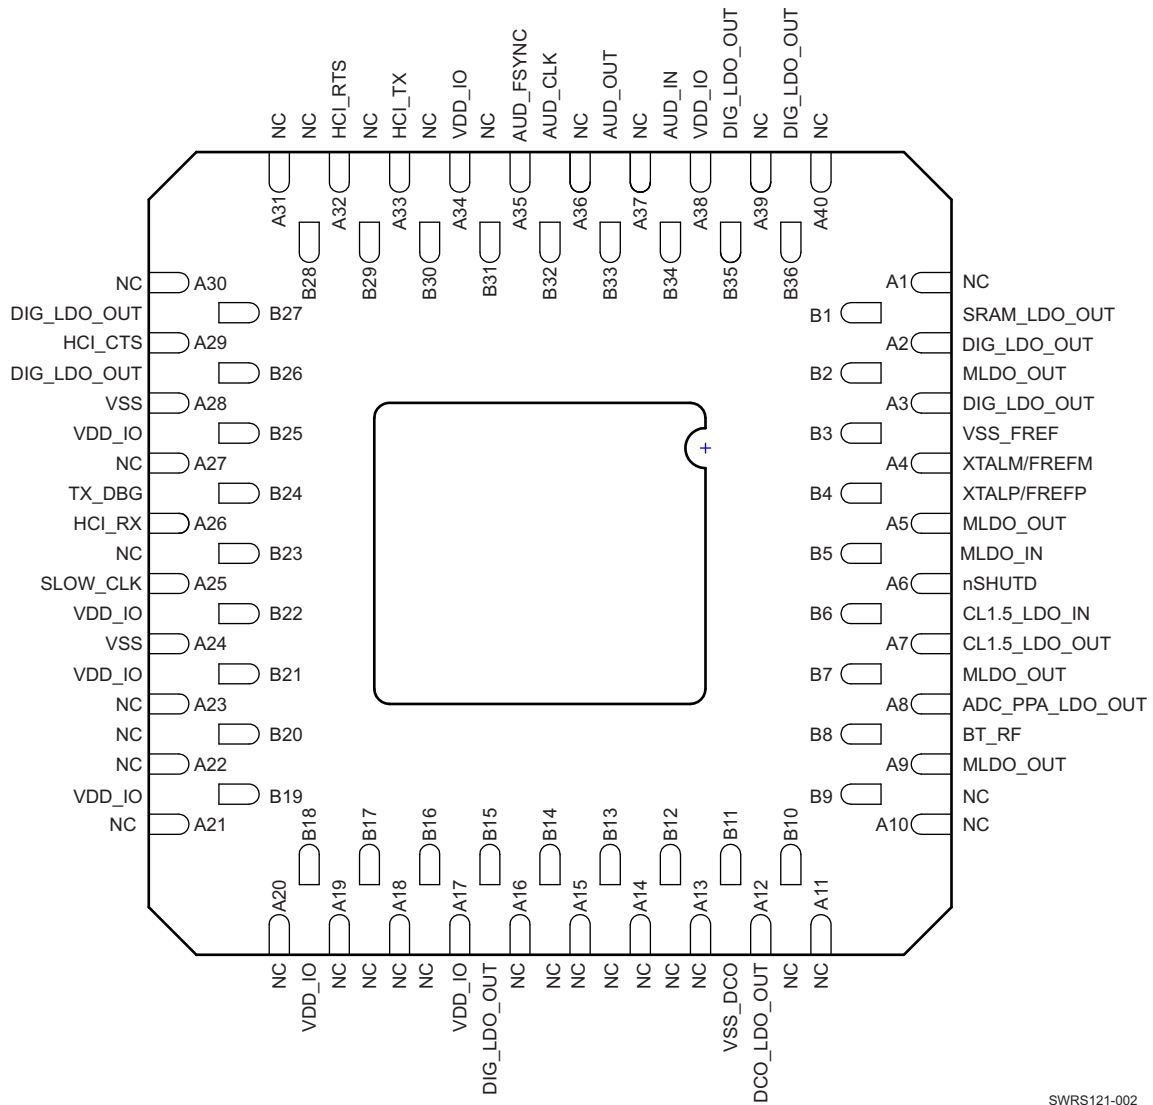 NC
NC
HCI_RTS
NC
HCI_TX
NC
VDD_IO
NC
AUD_FSYNC
AUD_CLK
NC
AUD_OUT
NC
AUD_IN
VDD_IO
DIG_LDO_OUT
NC
DIG_LDO_OUT
NC
A31
A32
A33
A34
A35
A36
A37
A38
A39
A40
B28
B29
B30
B31
B32
B33
B34
B35
B36
NC A30
DIG_LDO_OUT B27
HCI_CTS A29
DIG_LDO_OUT B26
VSS A28
VDD_IO B25
NC A27
TX_DBG B24
HCI_RX A26
NC B23
SLOW_CLK A25
VDD_IO B22
VSS A24
VDD_IO B21
NC A23
NC B20
NC A22
VDD_IO B19
NC A21
A1 NC
B1 SRAM_LDO_OUT
A2 DIG_LDO_OUT
B2 MLDO_OUT
A3 DIG_LDO_OUT
B3 VSS_FREF
A4 XTALM/FREFM
B4 XTALP/FREFP
A5 MLDO_OUT
B5 MLDO_IN
A6 nSHUTD
B6 CL1.5_LDO_IN
A7 CL1.5_LDO_OUT
B7 MLDO_OUT
A8 ADC_PPA_LDO_OUT
B8 BT_RF
A9 MLDO_OUT
B9 NC
A10 NC
B18
B17
B16
B15
B14
B13
B12
B11
B10
A20
A19
A18
A17
A16
A15
A14
A13
A12
A11
NC
VDD_IO
NC
NC
NC
NC
VDD_IO
DIG_LDO_OUT
NC
NC
NC
NC
NC
NC
NC
VSS_DCO
DCO_LDO_OUT
NC
NC
SWRS121-002